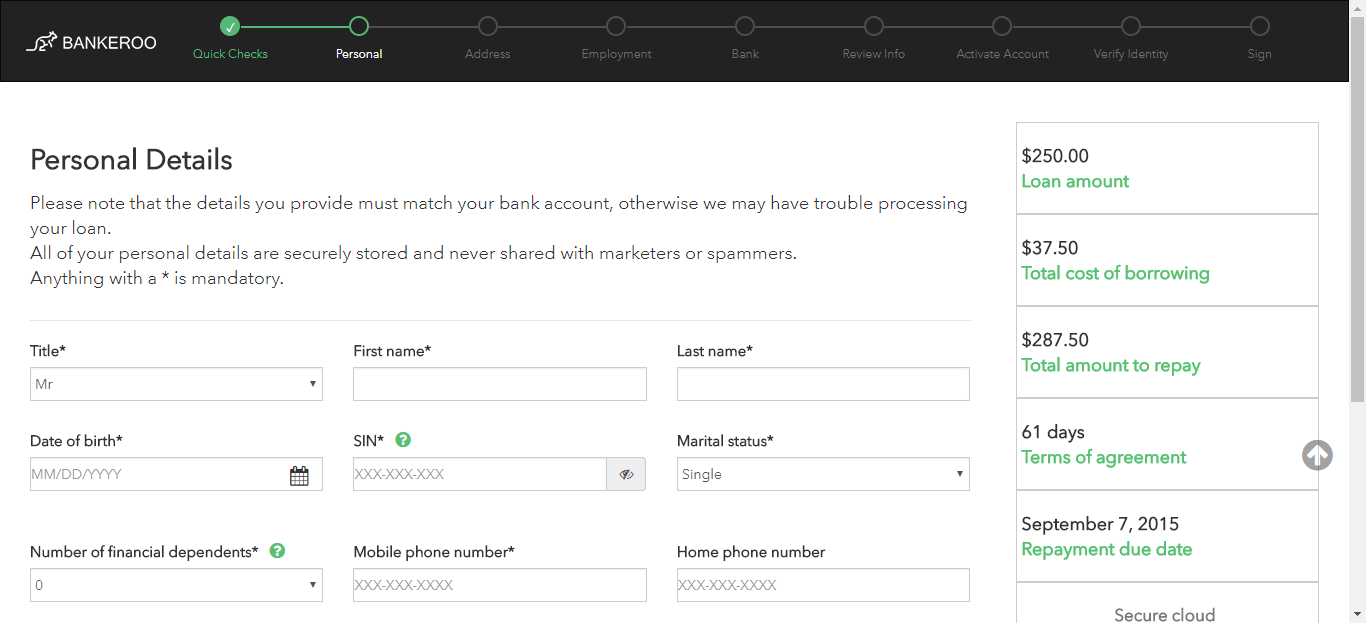 BANKEROO
Quick Checks
Personal
Address
Employment
Bank
Review Info
Activate Account
Verify Identity
Sign
Personal Details
Please note that the details you provide must match your bank account, otherwise we may have trouble processing
your loan.
All of your personal details are securely stored and never shared with marketers or spammers.
Anything with a * is mandatory.
Title*
First name*
Last name*
Mr
Date of birth*
SIN* ?
Marital status*
MM/DD/YYYY
XXX-XXX-XXX
Single
Number of financial dependents* ?
Mobile phone number*
Home phone number
0
XXX-XXX-XXXX
XXX-XXX-XXXX
$250.00
Loan amount
$37.50
Total cost of borrowing
$287.50
Total amount to repay
61 days
Terms of agreement
September 7, 2015
Repayment due date
Secure cloud